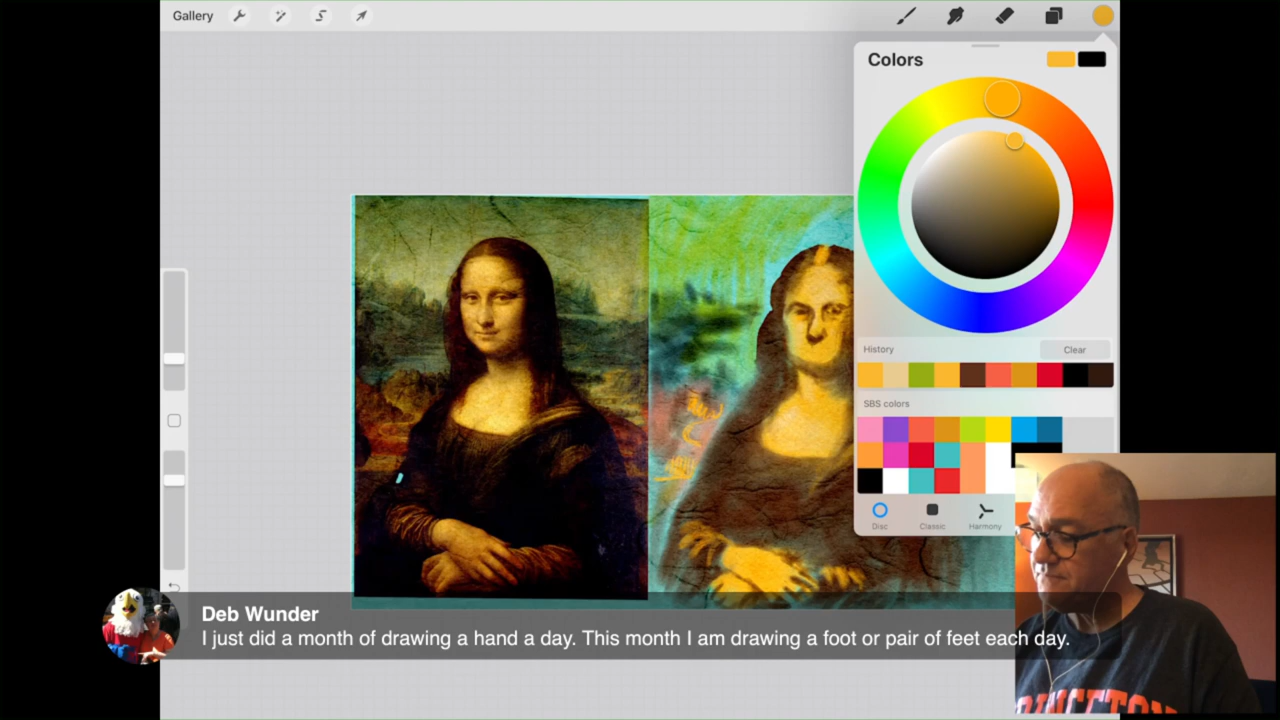 Gallery
Colors
History
Clear
SBS colors
Disc
Classic
Harmony
Deb Wunder
I just did a month of drawing a hand a day. This month I am drawing a foot or pair of feet each day.
PRINCETON